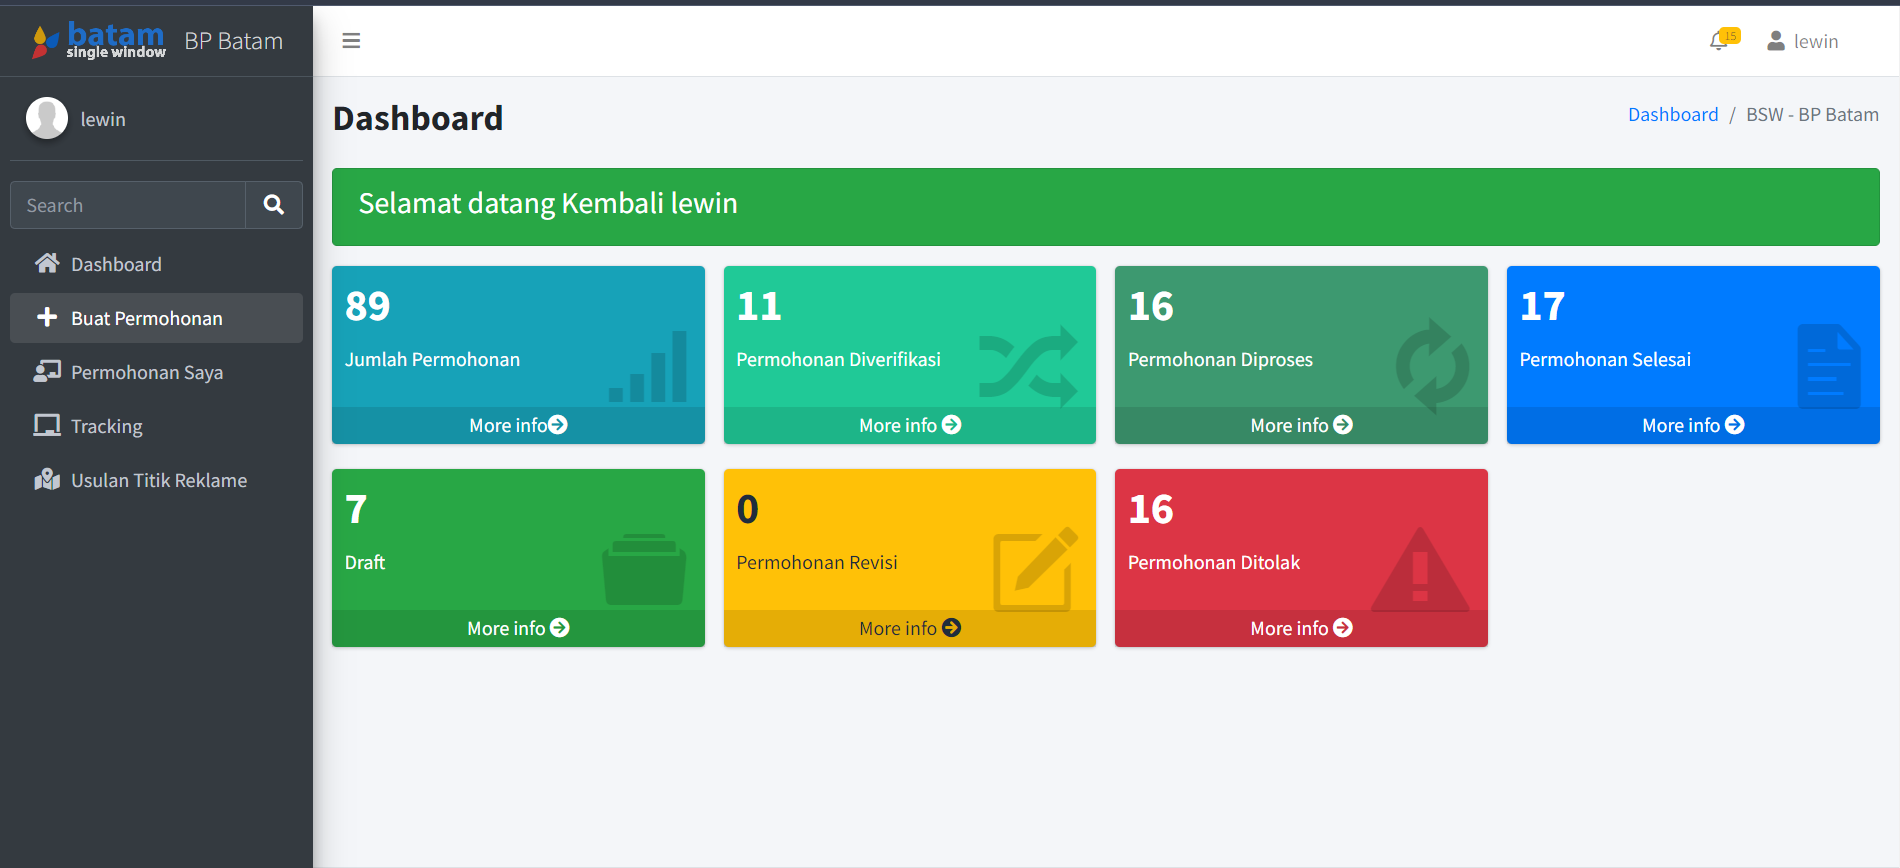 batam
single window
BP Batam
15
lewin
lewin
Dashboard
Dashboard / BSW - BP Batam
Search
Dashboard
Buat Permohonan
Permohonan Saya
Tracking
Usulan Titik Reklame
Selamat datang Kembali lewin
89
Jumlah Permohonan
More info
11
Permohonan Diverifikasi
More info
16
Permohonan Diproses
More info
17
Permohonan Selesai
More info
7
Draft
More info
0
Permohonan Revisi
More info
16
Permohonan Ditolak
More info